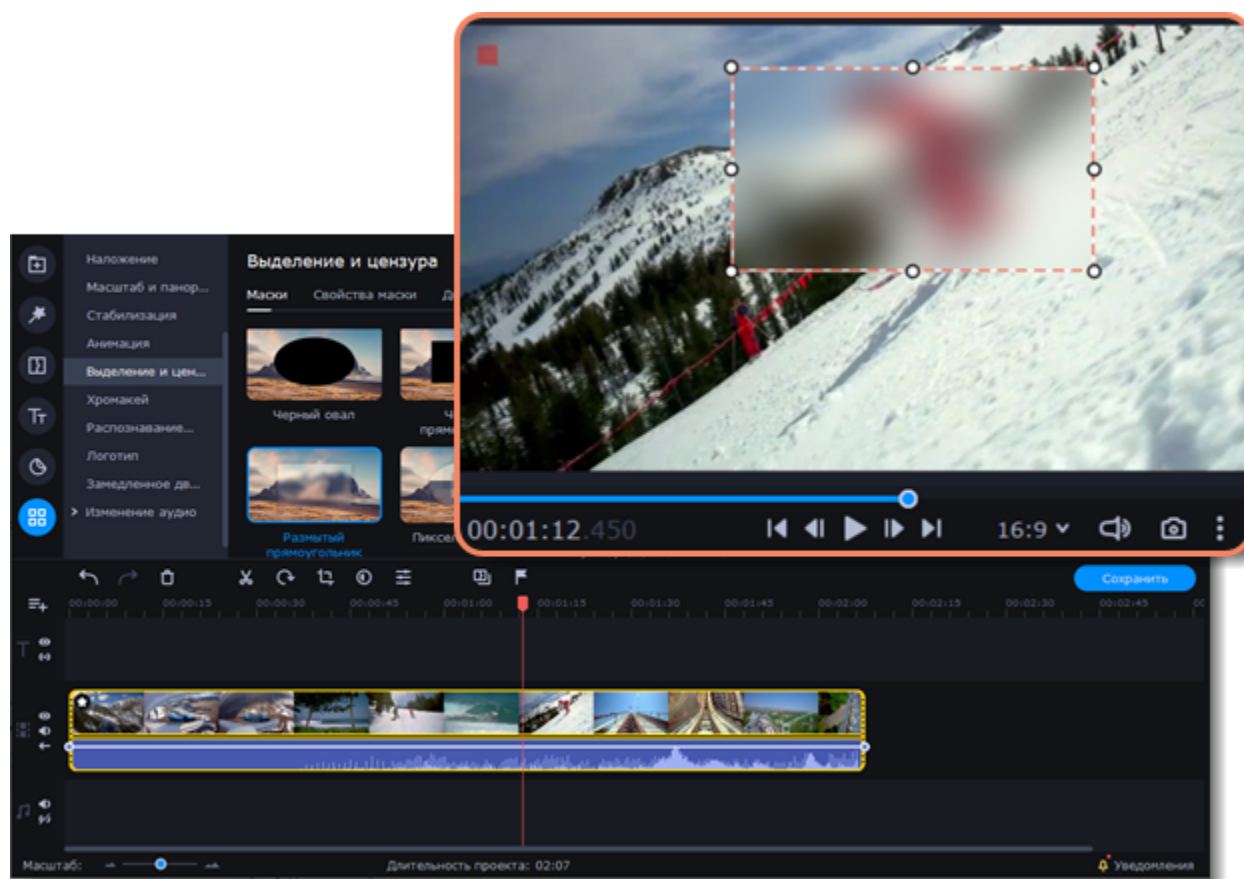 Наложение
Масштаб и панор...
Стабилизация
Анимация
Выделение и цен...
Хромакей
Распознавание...
Логотип
Замедленное дв...
Изменение аудио
Выделение и цензура
Маски Свойства маски
Черный овал
Размытый
прямоугольник
00:01:12.450
16:9
Сохранить
00:00:00 00:00:15 00:00:30 00:00:45 00:01:00 00:01:15 00:01:30 00:01:45 00:02:00 00:02:15 00:02:30 00:02:45
Масштаб:
Длительность проекта: 02:07
Уведомления